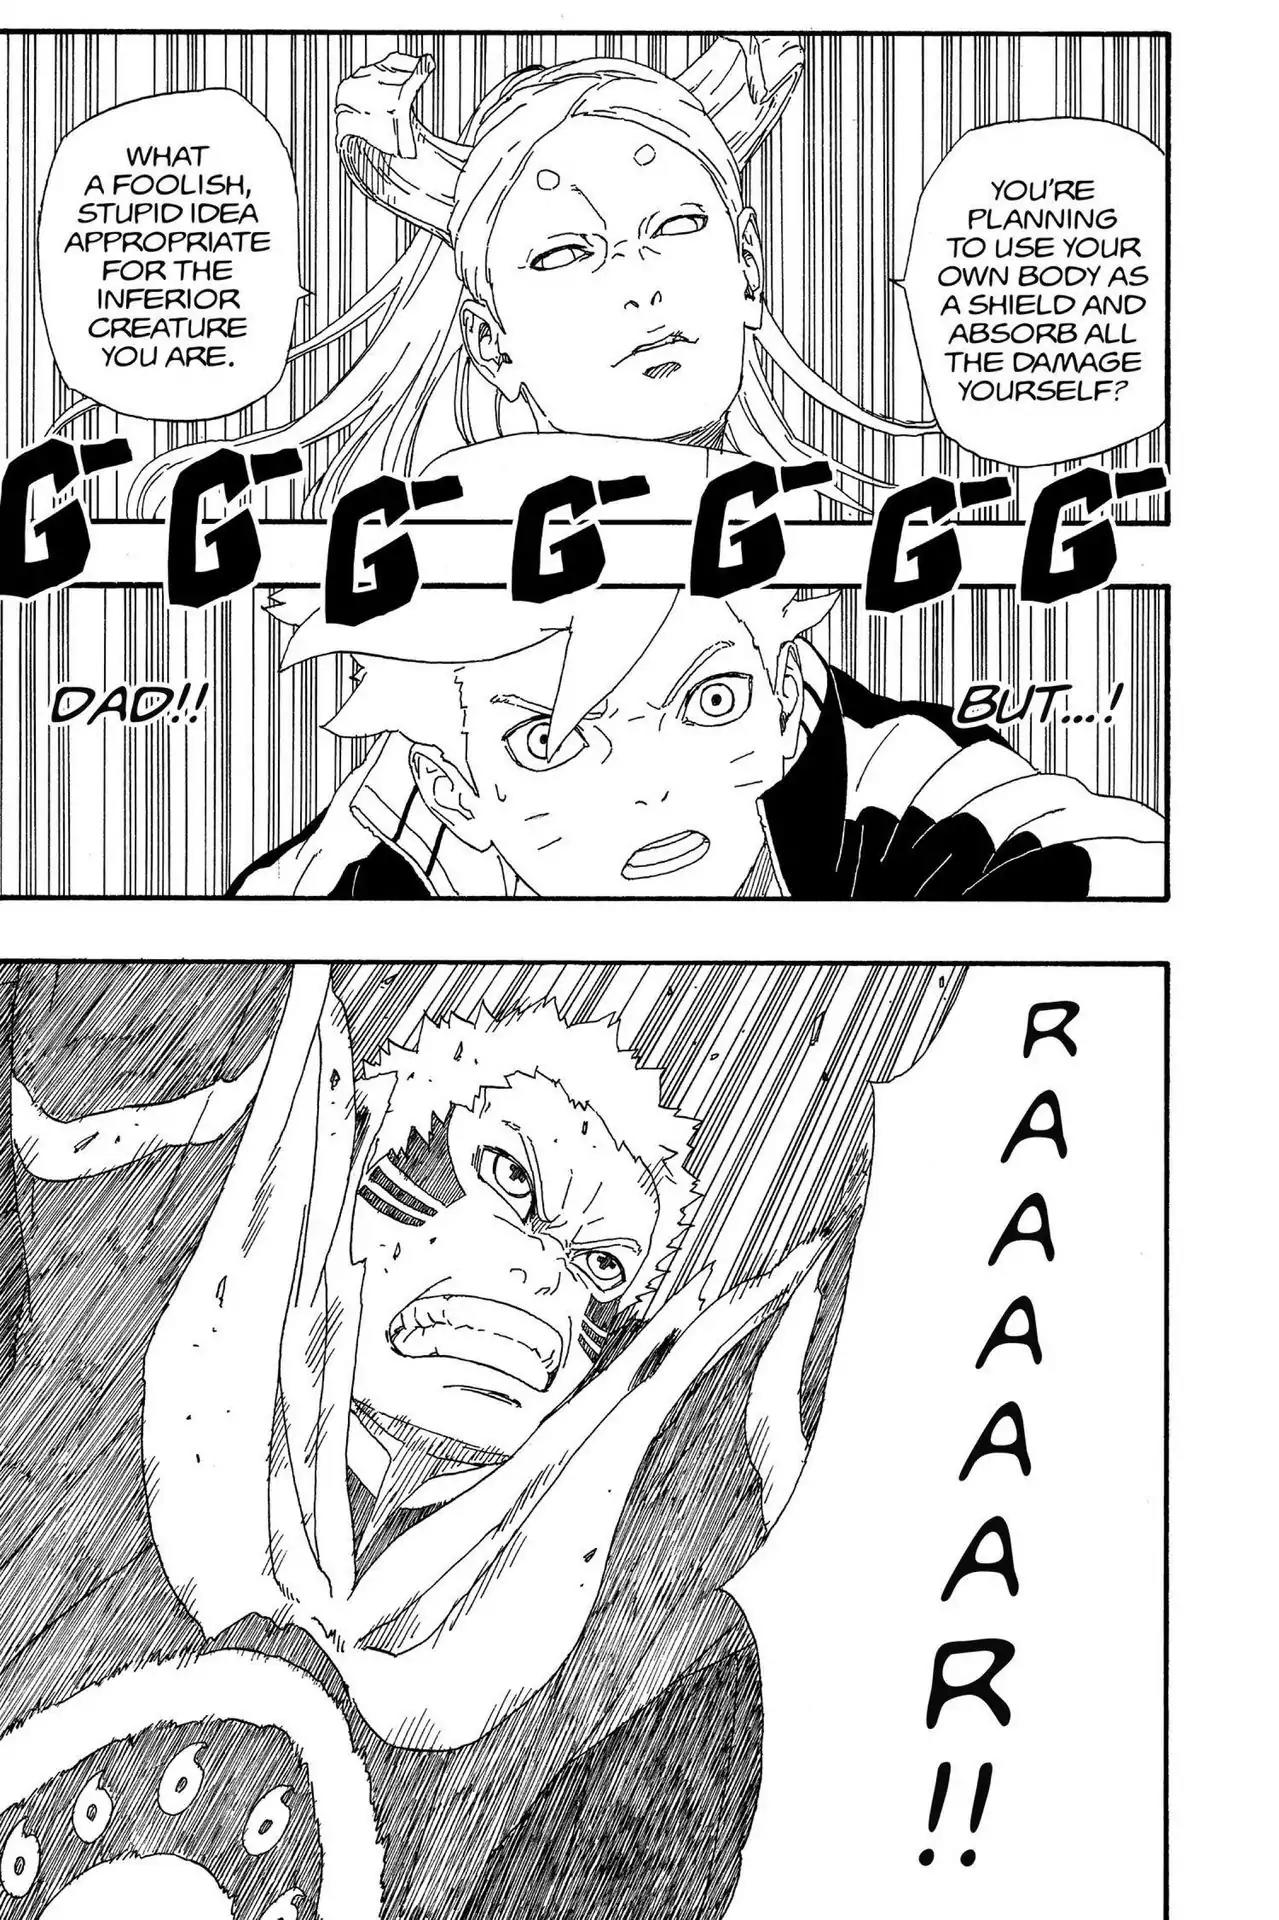 YOU'RE
PLANNING
TO USE YOUR
OWN BODY AS
A SHIELD AND
ABSORB ALL
THE DAMAGE
YOURSELF?
WHAT
A FOOLISH,
STUPID IDEA
APPROPRIATE
FOR THE
INFERIOR
CREATURE
YOU ARE.
G- G- G- G- G- G- G-
BUT...!
DAD!!
RAAAAAR!!